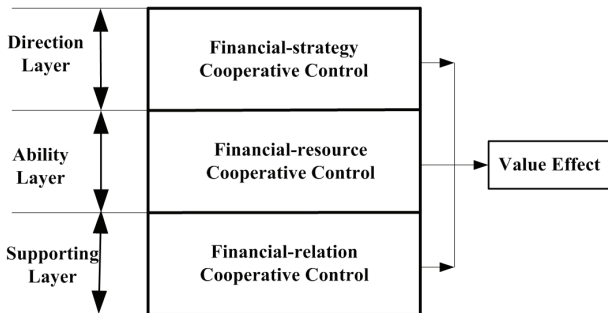 Direction
Layer
Financial-strategy
Cooperative Control
Ability
Layer
Financial-resource
Cooperative Control
Value Effect
Supporting
Layer
Financial-relation
Cooperative Control